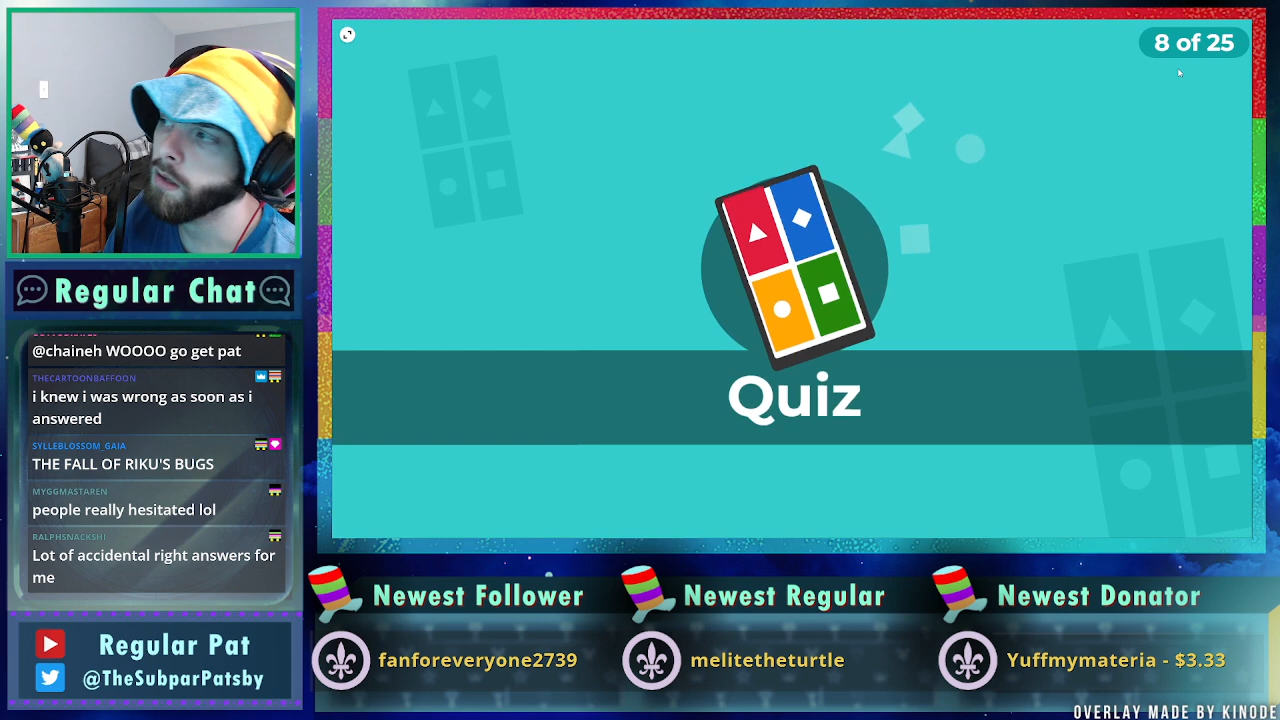 8 of 25
Quiz
Regular Chat
@chaineh WOOOO go get pat
THECARTOONBAFFOON
i knew i was wrong as soon as i
answered
SYLLEBLOSSOM_GAIA
THE FALL OF RIKU'S BUGS
MYGGMASTAREN
people really hesitated lol
RALPHSNACKSHI
Lot of accidental right answers for
me
Regular Pat
@TheSubparPatsby
Newest Follower
fanforeveryone2739
Newest Regular
melitetheturtle
Newest Donator
Yuffmymateria - $3.33
OVERLAY MADE BY KINODE